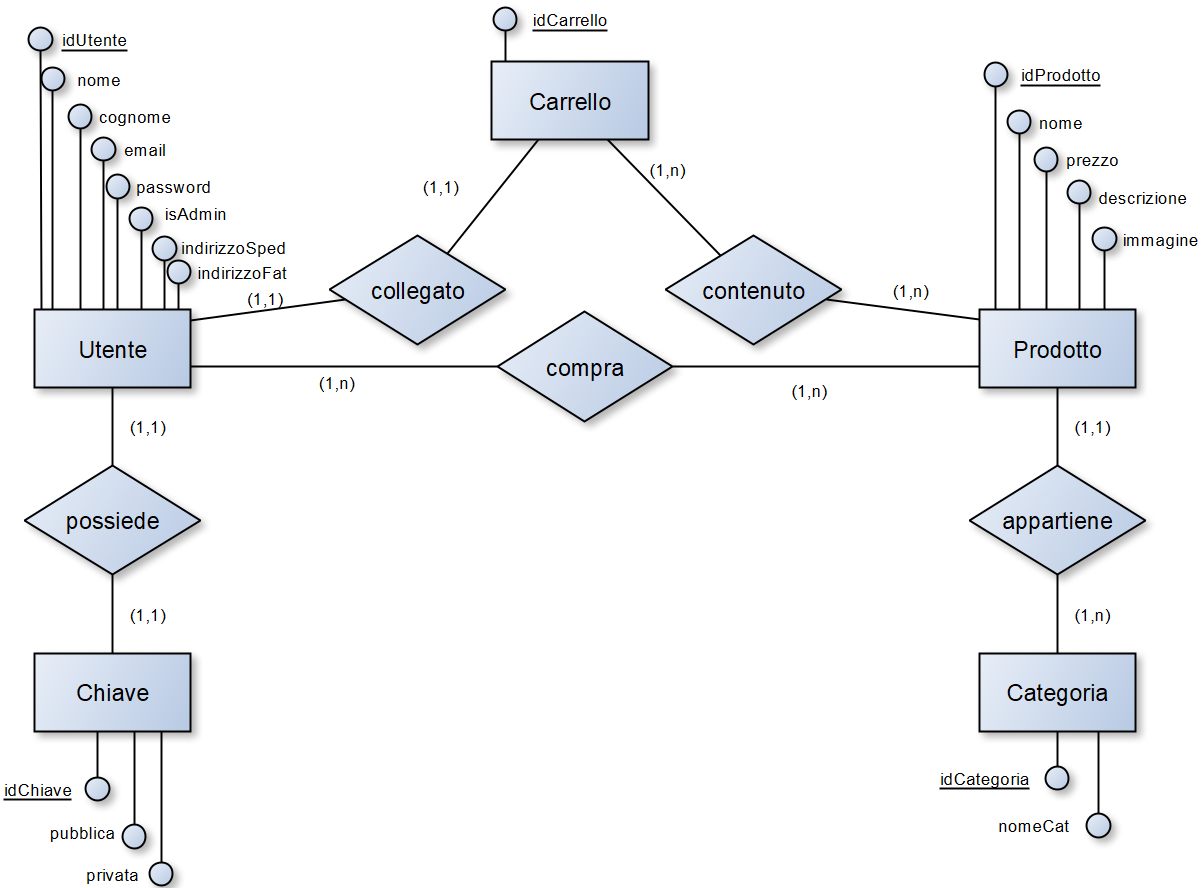 idCarrello
idUtente
nome
cognome
email
password
isAdmin
indirizzoSped
indirizzoFat
Carrello
idProdotto
nome
prezzo
descrizione
immagine
(1,1)
(1,n)
collegato
contenuto
(1,1)
(1,n)
Utente
compra
Prodotto
(1,n)
(1,n)
(1,1)
(1,1)
possiede
appartiene
(1,1)
(1,n)
Chiave
Categoria
idChiave
pubblica
privata
idCategoria
nomeCat